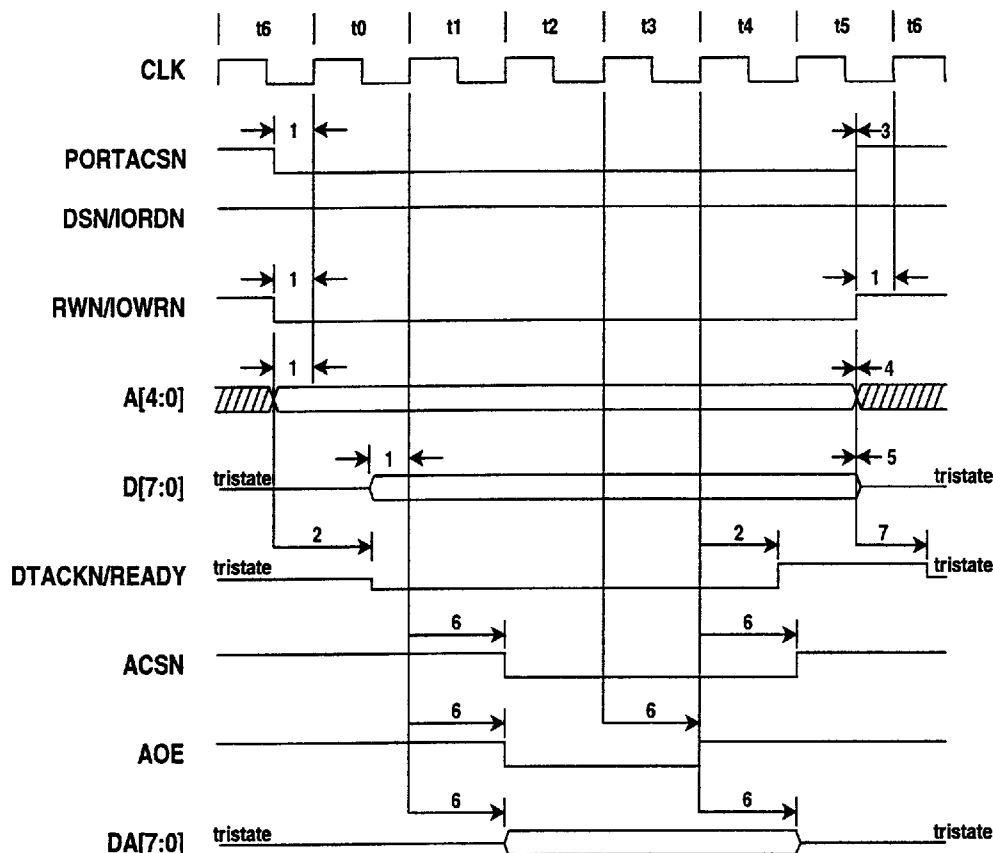 t6 t0 t1 t2 t3 t4 t5 t6
CLK
1 3
PORTACSN
DSN/IORDN
1 1
RWN/IOWRN
1 4
A[4:0]
1 5
D[7:0] tristate tristate
2 2 7
DTACKN/READY tristate tristate
6 6
ACSN
6 6
AOE
6 6
DA[7:0] tristate tristate